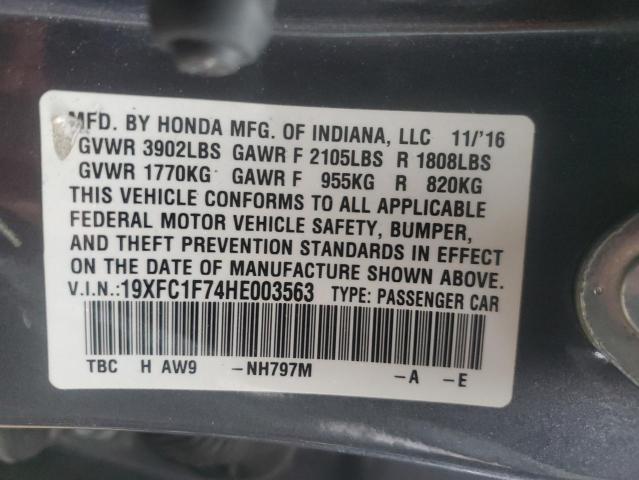 MFD. BY HONDA MFG. OF INDIANA, LLC 11/'16
GVWR 3902LBS GAWR F 2105LBS R 1808LBS
GVWR 1770KG GAWR F 955KG R 820KG
THIS VEHICLE CONFORMS TO ALL APPLICABLE
FEDERAL MOTOR VEHICLE SAFETY, BUMPER,
AND THEFT PREVENTION STANDARDS IN EFFECT
ON THE DATE OF MANUFACTURE SHOWN ABOVE.
V.I.N.:19XFC1F74HE003563 TYPE: PASSENGER CAR
TBC H AW9 -NH797M -A -E